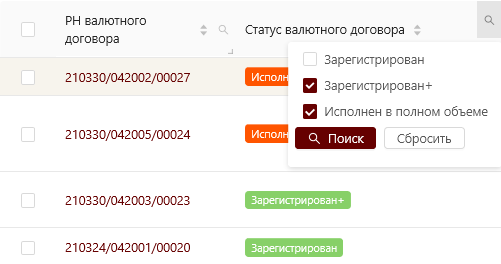 РН валютного
договора
Статус валютного договора
Зарегистрирован
Зарегистрирован+
Исполнен в полном объеме
Поиск
Сбросить
210330/042002/00027
Исполн
210330/042005/00024
Исполн
210330/042003/00023
Зарегистрирован+
210324/042001/00020
Зарегистрирован